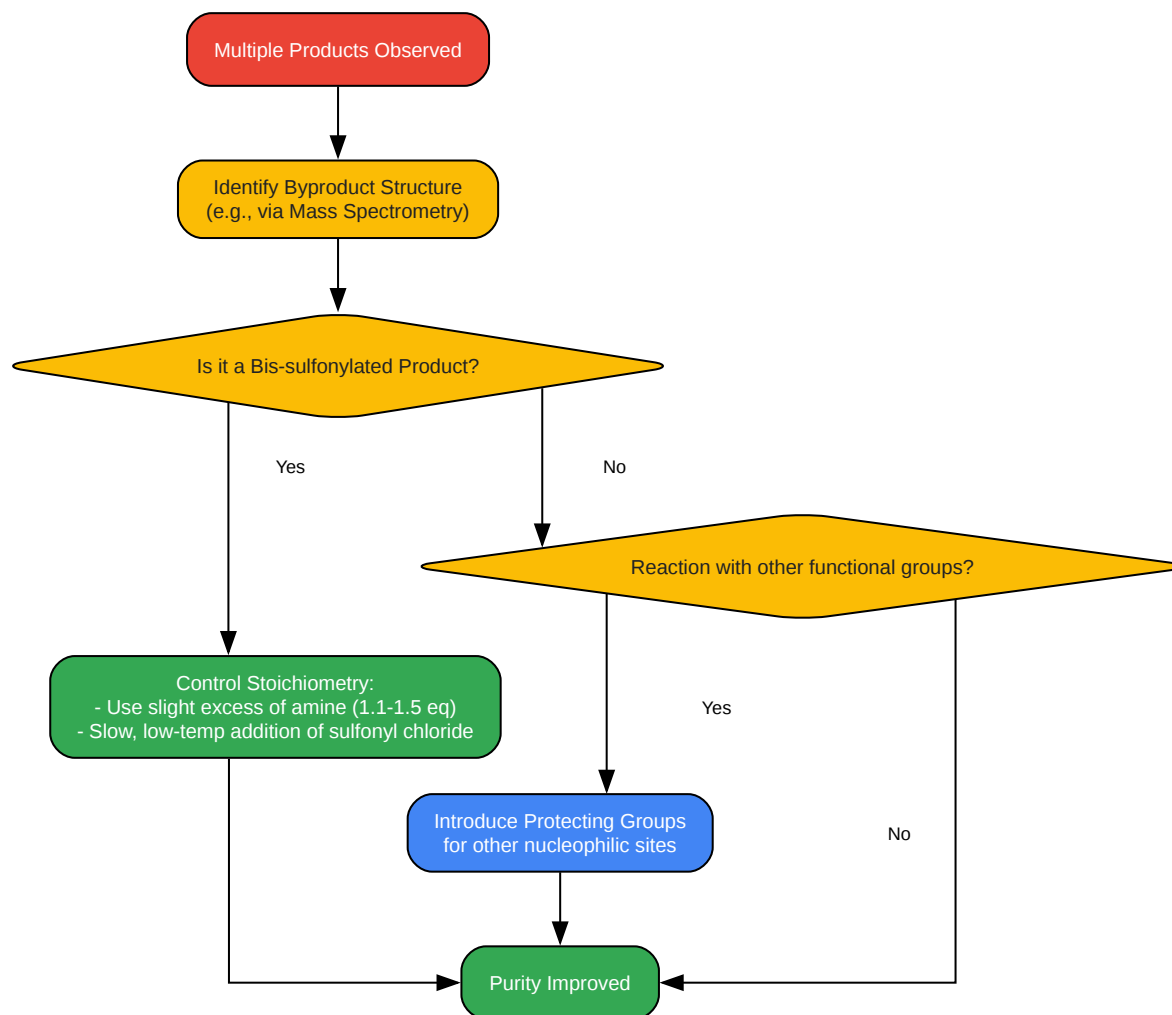 Multiple Products Observed
Identify Byproduct Structure
(e.g., via Mass Spectrometry)
Is it a Bis-sulfonylated Product?
Yes
No
Reaction with other functional groups?
Control Stoichiometry:
- Use slight excess of amine (1.1-1.5 eq)
- Slow, low-temp addition of sulfonyl chloride
Yes
Introduce Protecting Groups
for other nucleophilic sites
No
Purity Improved